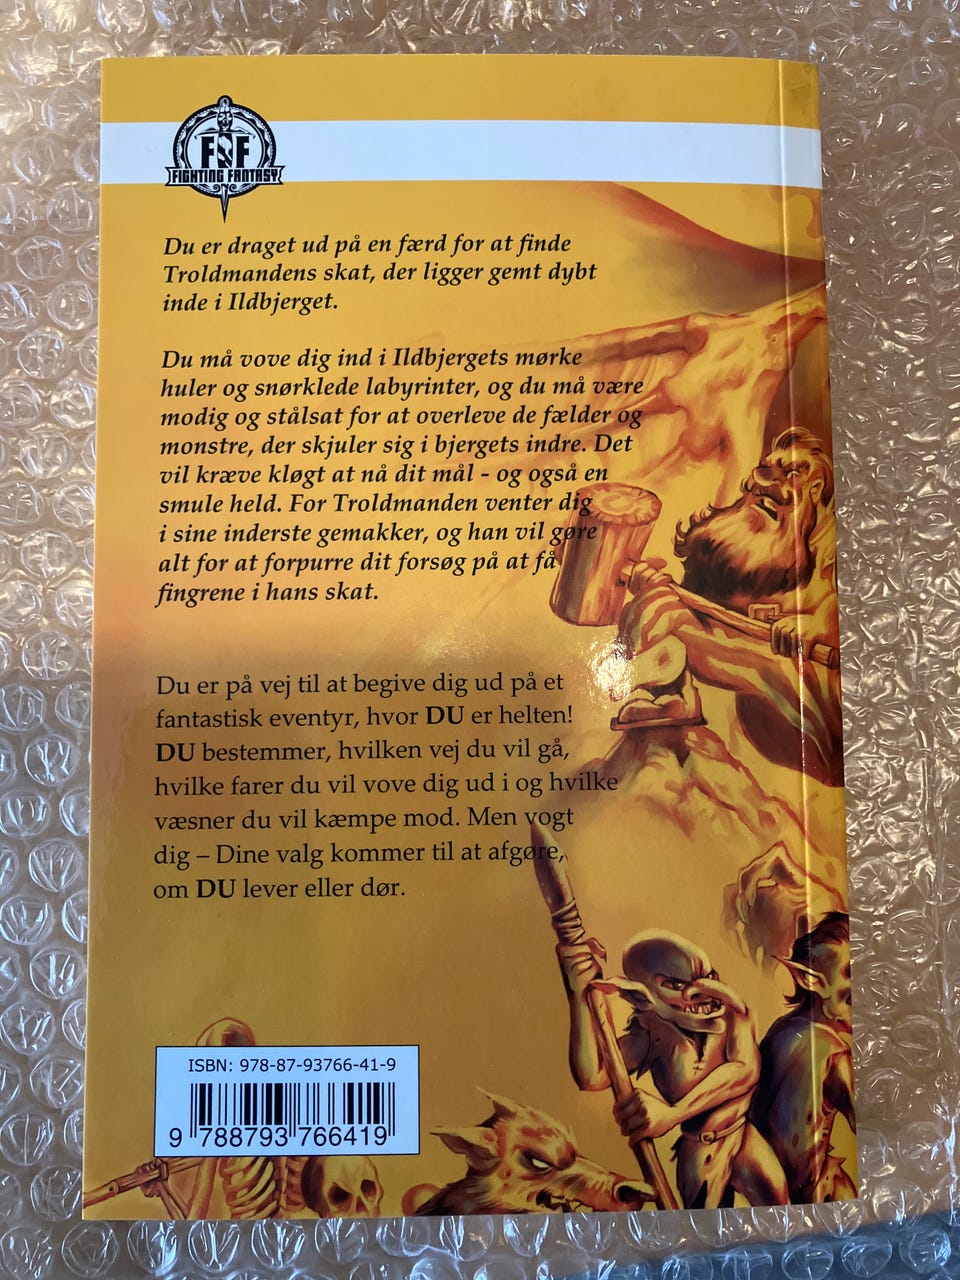 FF
FIGHTING FANTASY
Du er draget ud på en færd for at finde
Troldmandens skat, der ligger gemt dybt
inde i Ildbjerget.
Du må vove dig ind i Ildbjergets mørke
huler og snørklede labyrinter, og du må være
modig og stålsat for at overleve de fælder og
monstre, der skjuler sig i bjergets indre. Det
vil kræve kløgt at nå dit mål - og også en
smule held. For Troldmanden venter dig
i sine inderste gemakker, og han vil gøre
alt for at forpurre dit forsøg på at få
fingrene i hans skat.
Du er på vej til at begive dig ud på et
fantastisk eventyr, hvor DU er helten!
DU bestemmer, hvilken vej du vil gå,
hvilke farer du vil vove dig ud i og hvilke
væsner du vil kæmpe mod. Men vogt
dig – Dine valg kommer til at afgøre,
om DU lever eller dør.
ISBN: 978-87-93766-41-9
9 788793 766419